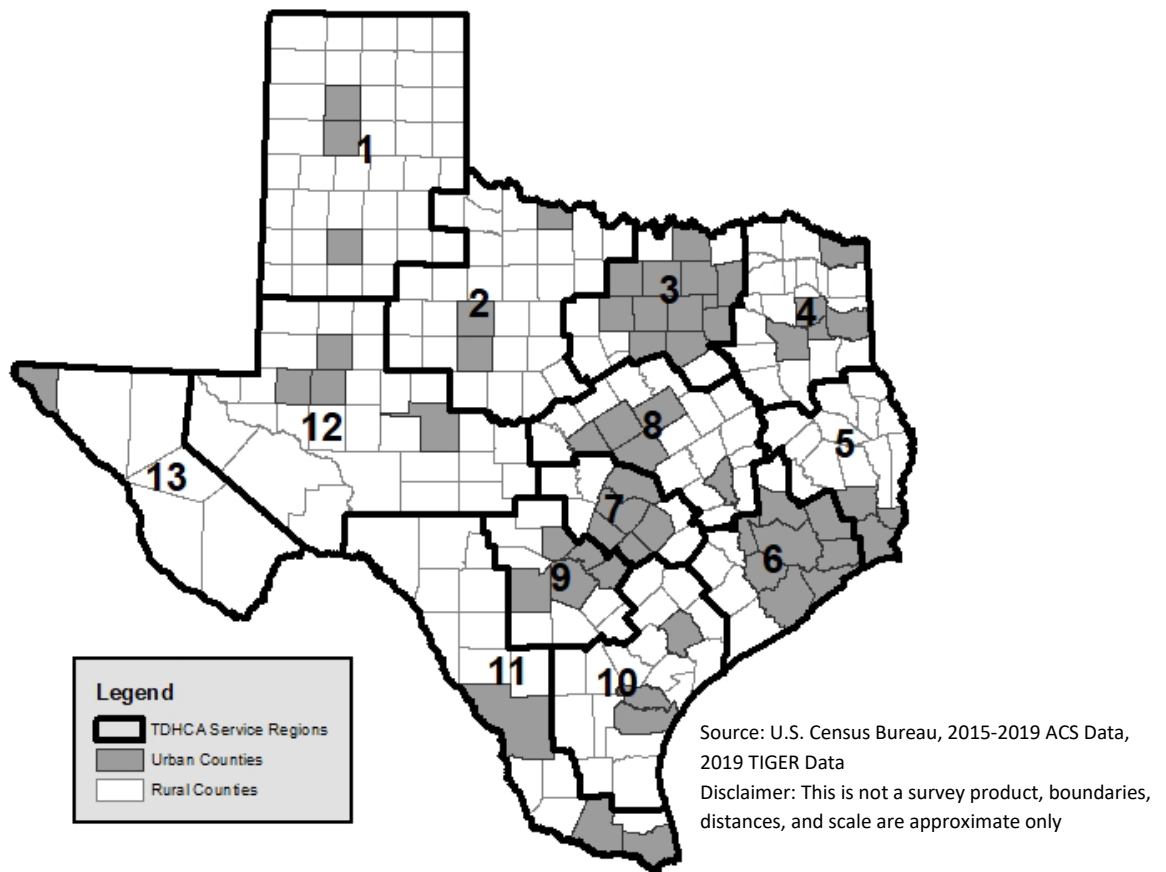 1
2
3
4
5
6
7
8
9
10
11
12
13
Legend
TDHCA Service Regions
Urban Counties
Rural Counties
Source: U.S. Census Bureau, 2015-2019 ACS Data,
2019 TIGER Data
Disclaimer: This is not a survey product, boundaries,
distances, and scale are approximate only